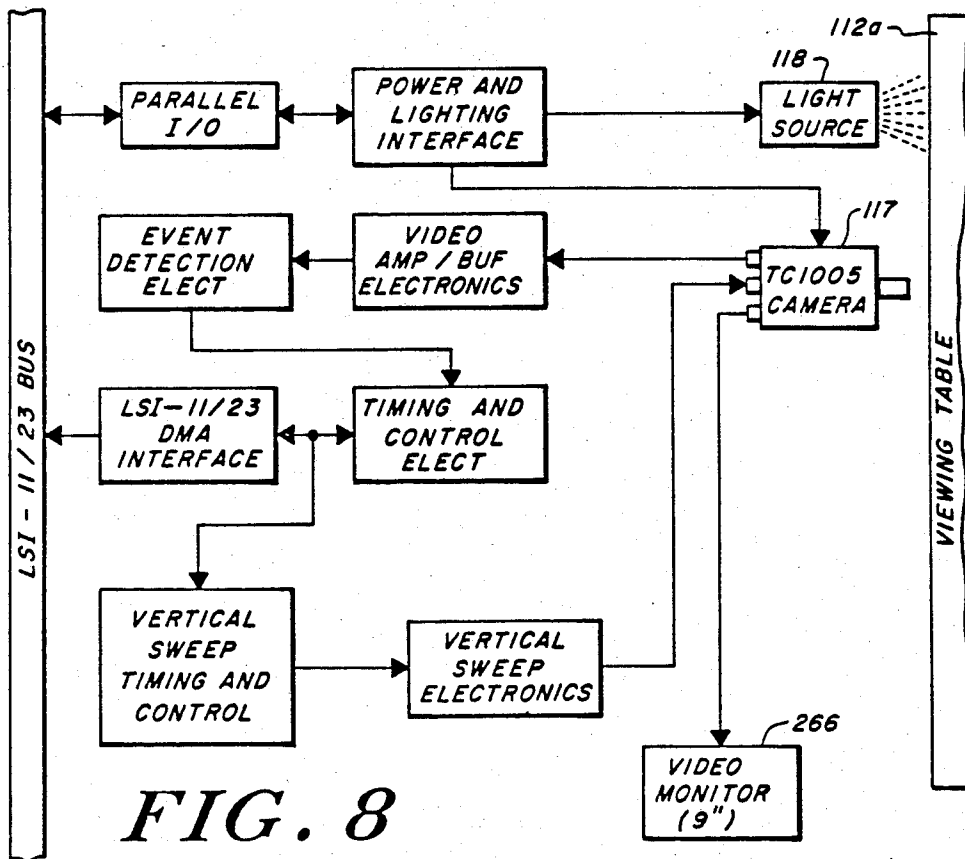 112a
118
PARALLEL
I/O
POWER AND
LIGHTING
INTERFACE
LIGHT
SOURCE
117
EVENT
DETECTION
ELECT
VIDEO
AMP / BUF
ELECTRONICS
TC1005
CAMERA
LSI-11/23 BUS
LSI-11/23
DMA
INTERFACE
TIMING AND
CONTROL
ELECT
VIEWING TABLE
VERTICAL
SWEEP
TIMING AND
CONTROL
VERTICAL
SWEEP
ELECTRONICS
266
VIDEO
MONITOR
(9")
FIG. 8